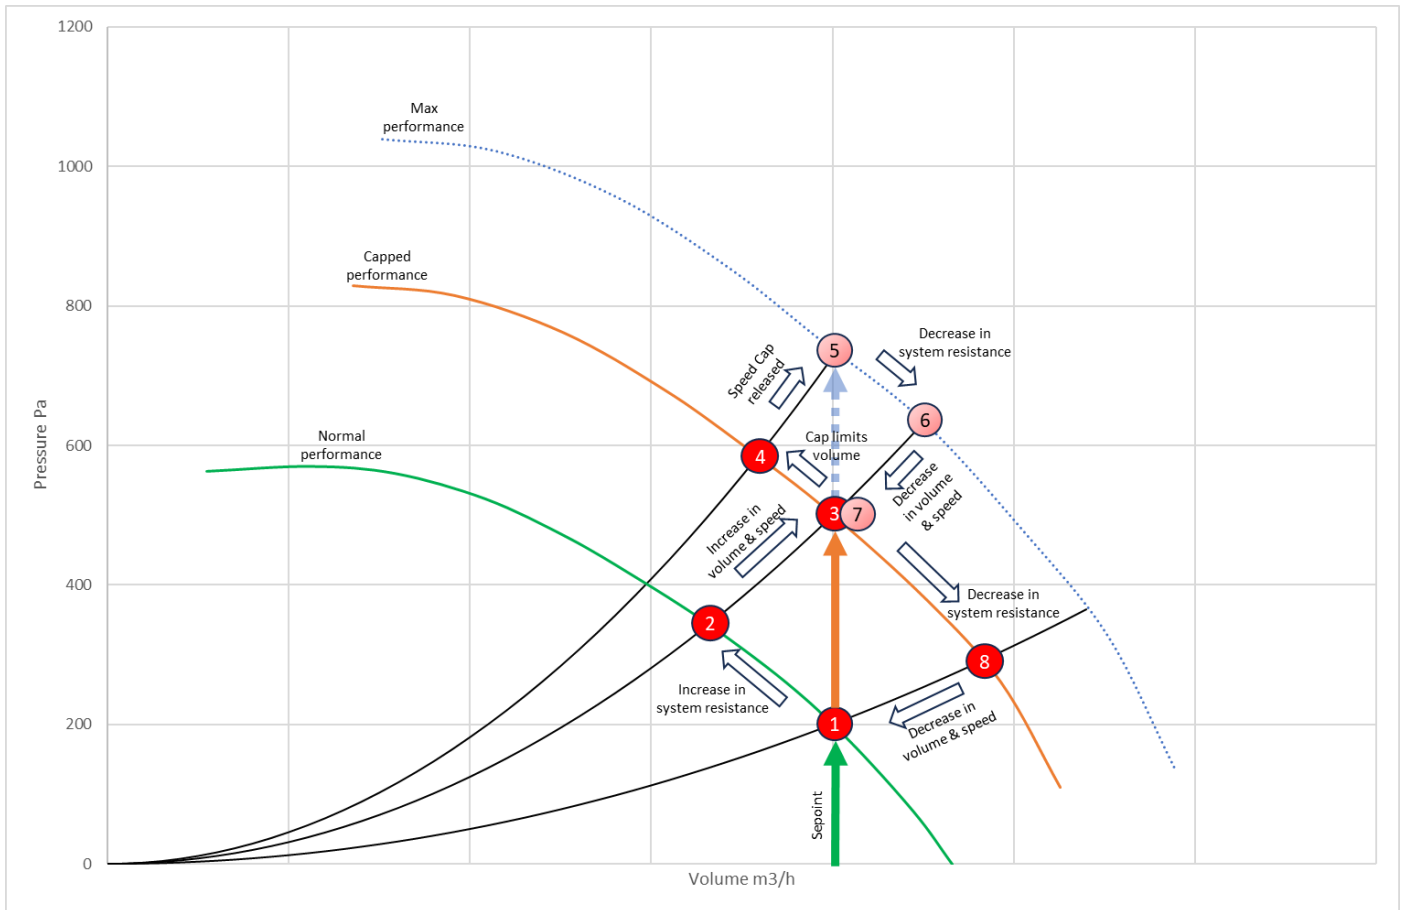 1200
Max
performance
1000
Capped
performance
800
Decrease in
system resistance
5
Speed Cap
released
6
Normal
performance
600
Cap limits
volume
4
Decrease
in volume
& speed
Pressure Pa
3
7
Increase in
volume & speed
400
Decrease in
system resistance
2
8
Increase in
system resistance
200
1
Decrease in
volume & speed
Sepoint
0
Volume m3/h